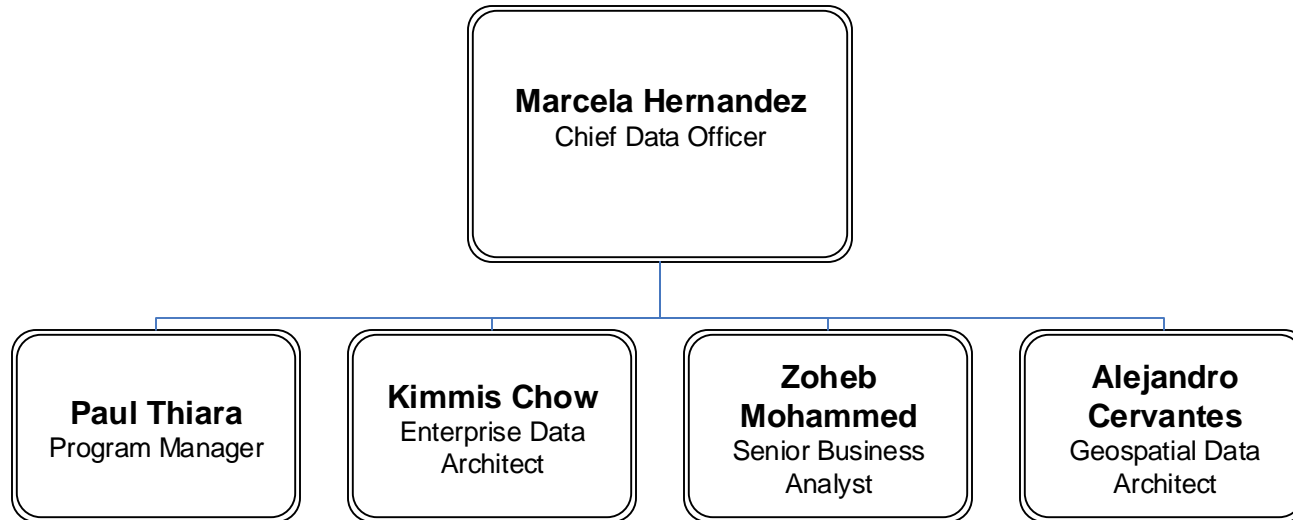 Marcela Hernandez
Chief Data Officer
Paul Thiara
Program Manager
Kimmis Chow
Enterprise Data
Architect
Zoheb
Mohammed
Senior Business
Analyst
Alejandro
Cervantes
Geospatial Data
Architect